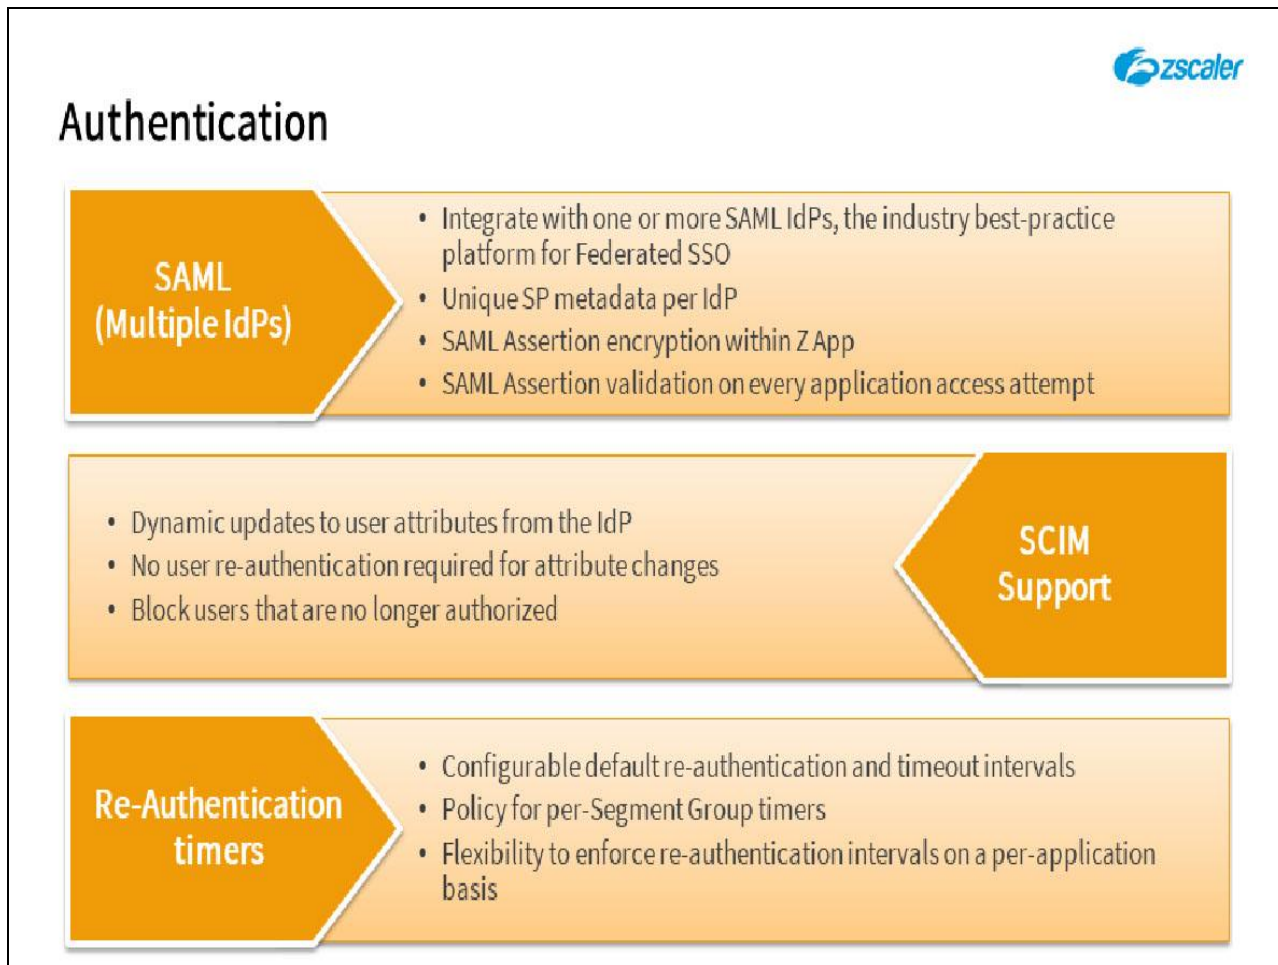 zscaler
Authentication
SAML
(Multiple IdPs)
• Integrate with one or more SAML IdPs, the industry best-practice
platform for Federated SSO
• Unique SP metadata per IdP
• SAML Assertion encryption within Z App
• SAML Assertion validation on every application access attempt
• Dynamic updates to user attributes from the IdP
• No user re-authentication required for attribute changes
• Block users that are no longer authorized
SCIM
Support
Re-Authentication
timers
• Configurable default re-authentication and timeout intervals
• Policy for per-Segment Group timers
• Flexibility to enforce re-authentication intervals on a per-application
basis